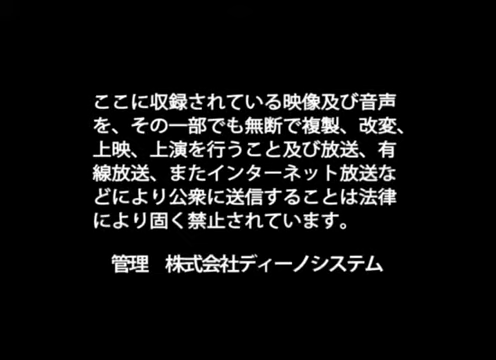 ここに収録されている映像及び音声
を、その一部でも無断で複製、改変、
上映、上演を行うこと及び放送、有
線放送、またインターネット放送な
どにより公衆に送信することは法律
により固く禁止されています。
管理　株式会社ディーノシステム